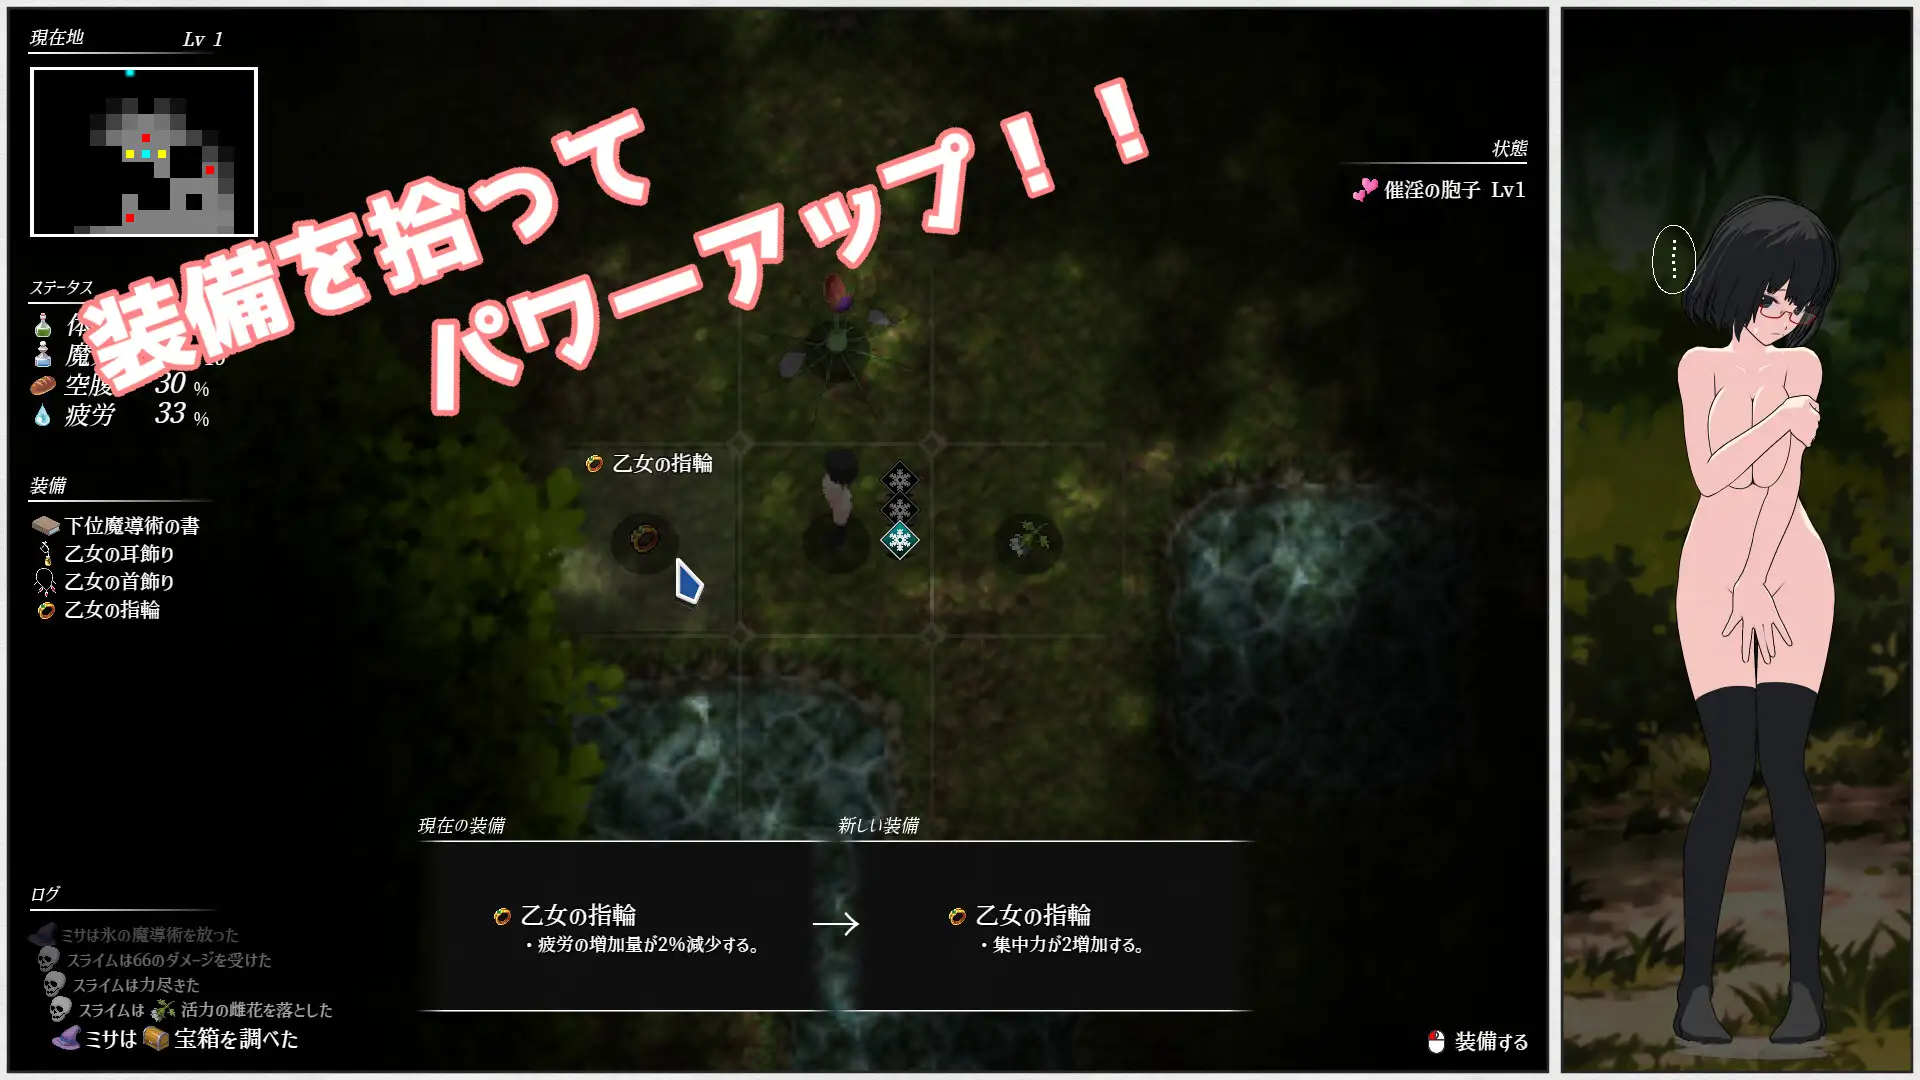 現在地
Lv 1
装備を拾って
パワーアップ！！
状態
催淫の胞子 Lv1
ステータス
体
魔
空腹 30 %
疲労 33 %
装備
下位魔導術の書
乙女の耳飾り
乙女の首飾り
乙女の指輪
乙女の指輪
現在の装備
新しい装備
乙女の指輪
・疲労の増加量が2%減少する。
乙女の指輪
・集中力が2増加する。
ログ
ミサは氷の魔導術を放った
スライムは66のダメージを受けた
スライムは力尽きた
スライムは 活力の雌花を落とした
ミサは 宝箱を調べた
装備する